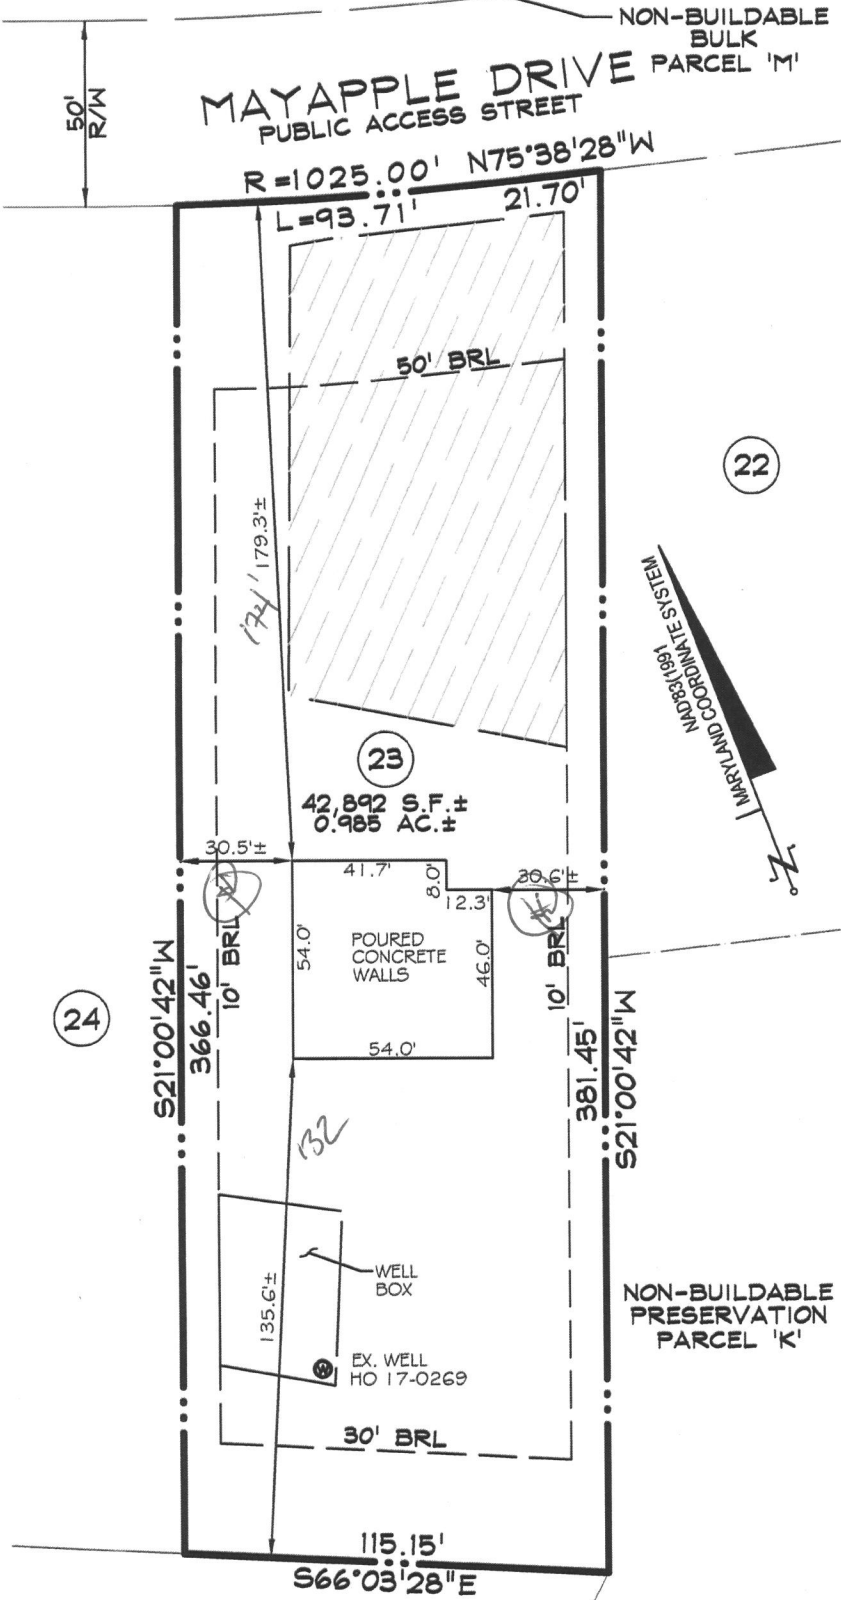 NON-BUILDABLE
BULK
PARCEL 'M'
50'
R/W
MAYAPPLE DRIVE
PUBLIC ACCESS STREET
R=1025.00'
N75°38'28"W
L=93.71'
21.70'
50' BRL
22
179.3'±
174'
NAD83(1991
MARYLAND COORDINATE SYSTEM
N
23
42,892 S.F.±
0.985 AC.±
30.5'±
41.7'
8.0'
30.6'±
12.3'
54.0'
POURED
CONCRETE
WALLS
46.0'
10' BRL
10' BRL
24
S21°00'42"W
366.46'
54.0'
381.45'
S21°00'42"W
132
WELL
BOX
135.6'±
NON-BUILDABLE
PRESERVATION
PARCEL 'K'
W
EX. WELL
HO 17-0269
30' BRL
115.15'
S66°03'28"E